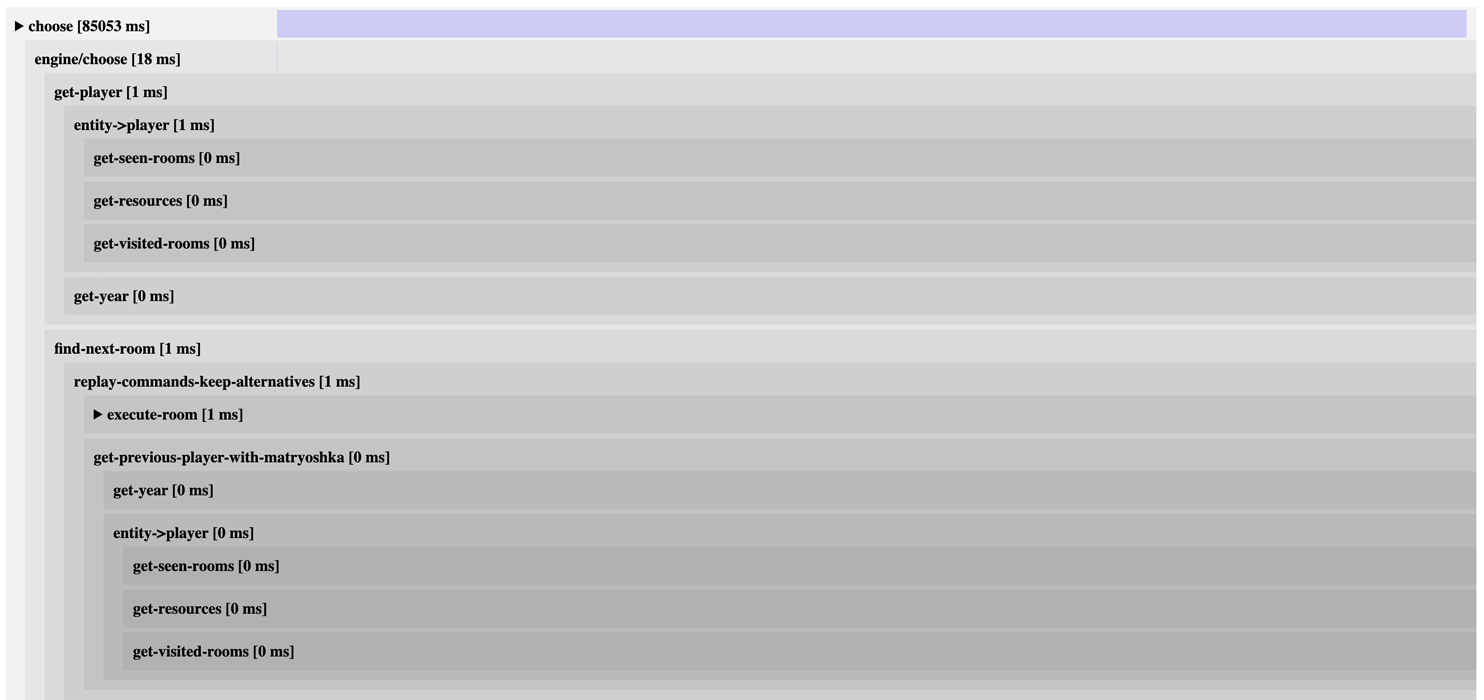 ▶ choose [85053 ms]
engine/choose [18 ms]
get-player [1 ms]
entity->player [1 ms]
get-seen-rooms [0 ms]
get-resources [0 ms]
get-visited-rooms [0 ms]
get-year [0 ms]
find-next-room [1 ms]
replay-commands-keep-alternatives [1 ms]
▶ execute-room [1 ms]
get-previous-player-with-matryoshka [0 ms]
get-year [0 ms]
entity->player [0 ms]
get-seen-rooms [0 ms]
get-resources [0 ms]
get-visited-rooms [0 ms]